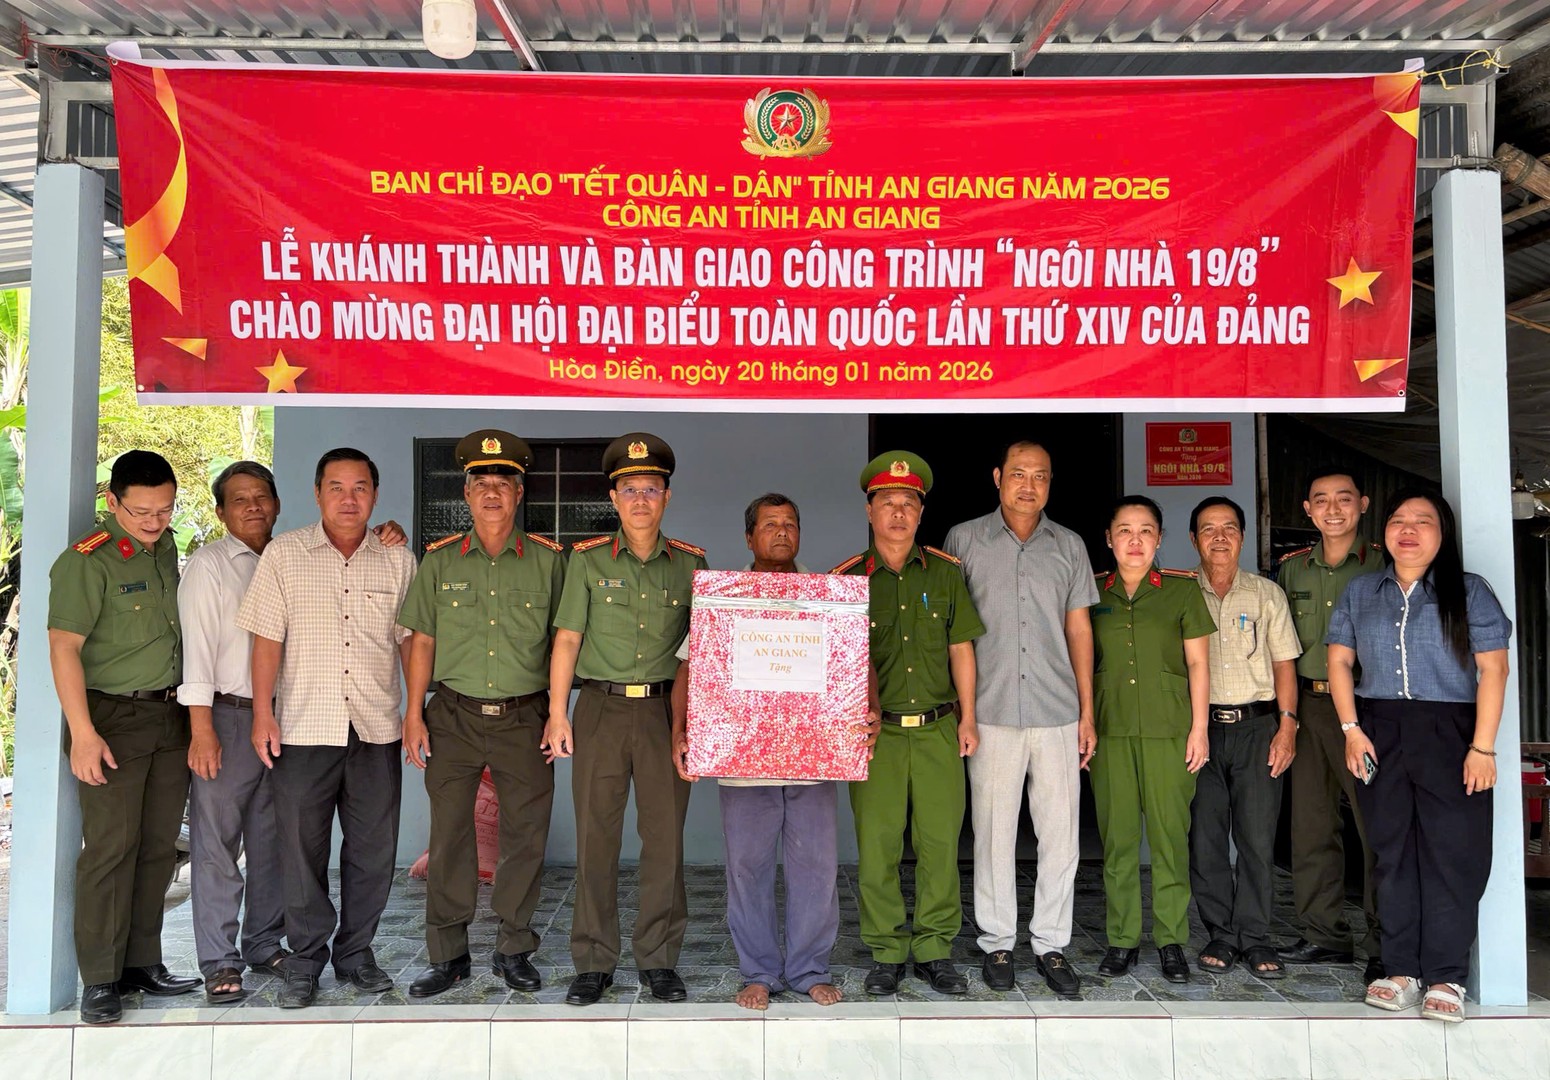 BAN CHỈ ĐẠO "TẾT QUÂN - DÂN" TỈNH AN GIANG NĂM 2026
CÔNG AN TỈNH AN GIANG
LỄ KHÁNH THÀNH VÀ BÀN GIAO CÔNG TRÌNH “NGÔI NHÀ 19/8”
CHÀO MỪNG ĐẠI HỘI ĐẠI BIỂU TOÀN QUỐC LẦN THỨ XIV CỦA ĐẢNG
Hòa Điền, ngày 20 tháng 01 năm 2026
CÔNG AN TỈNH AN GIANG
Tặng
NGÔI NHÀ 19/8
NĂM 2026
CÔNG AN TỈNH
AN GIANG
Tặng